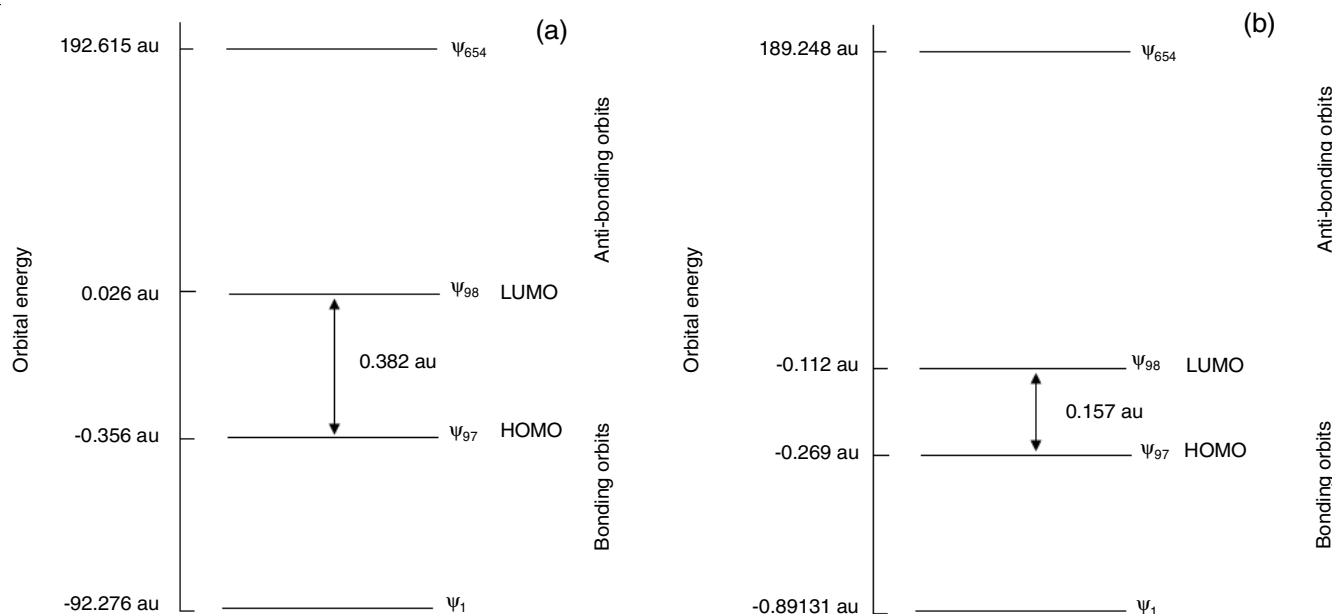 (a)
192.615 au
ψ654
Anti-bonding orbits
Orbital energy
0.026 au
ψ98 LUMO
0.382 au
-0.356 au
ψ97 HOMO
Bonding orbits
-92.276 au
ψ1
(b)
189.248 au
ψ654
Anti-bonding orbits
Orbital energy
-0.112 au
ψ98 LUMO
0.157 au
-0.269 au
ψ97 HOMO
Bonding orbits
-0.89131 au
ψ1